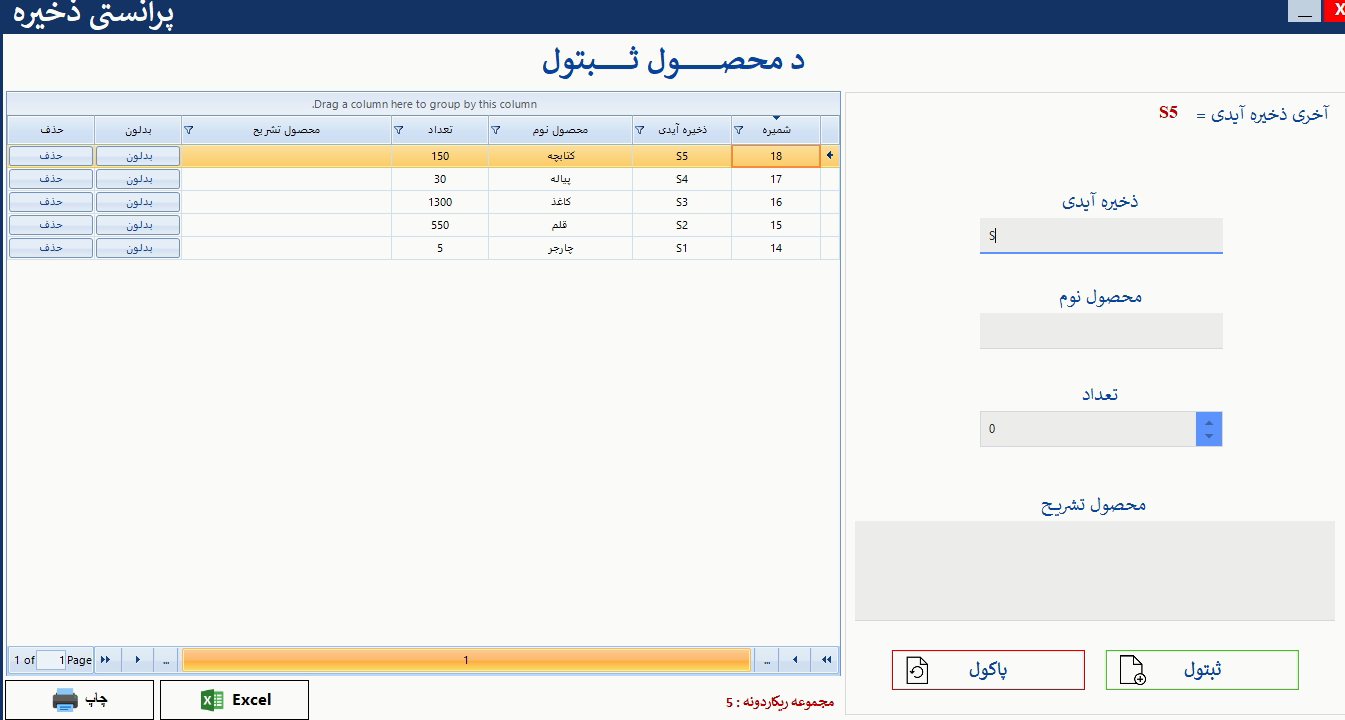 پرانستی ذخیره
X
د محصـــــول ثـــــبتول
Drag a column here to group by this column.
شمیره ذخیره آیدی محصول نوم تعداد محصول تشریح بدلون حذف
18 S5 کتابچه 150 بدلون حذف
17 S4 پیاله 30 بدلون حذف
16 S3 کاغذ 1300 بدلون حذف
15 S2 قلم 550 بدلون حذف
14 S1 چارجر 5 بدلون حذف
1 of 1 Page ... 1 ...
چاپ
Excel
مجموعه ریکاردونه : 5
آخری ذخیره آیدی = S5
ذخیره آیدی
S
محصول نوم
تعداد
0
محصول تشریح
ثبتول
پاکول